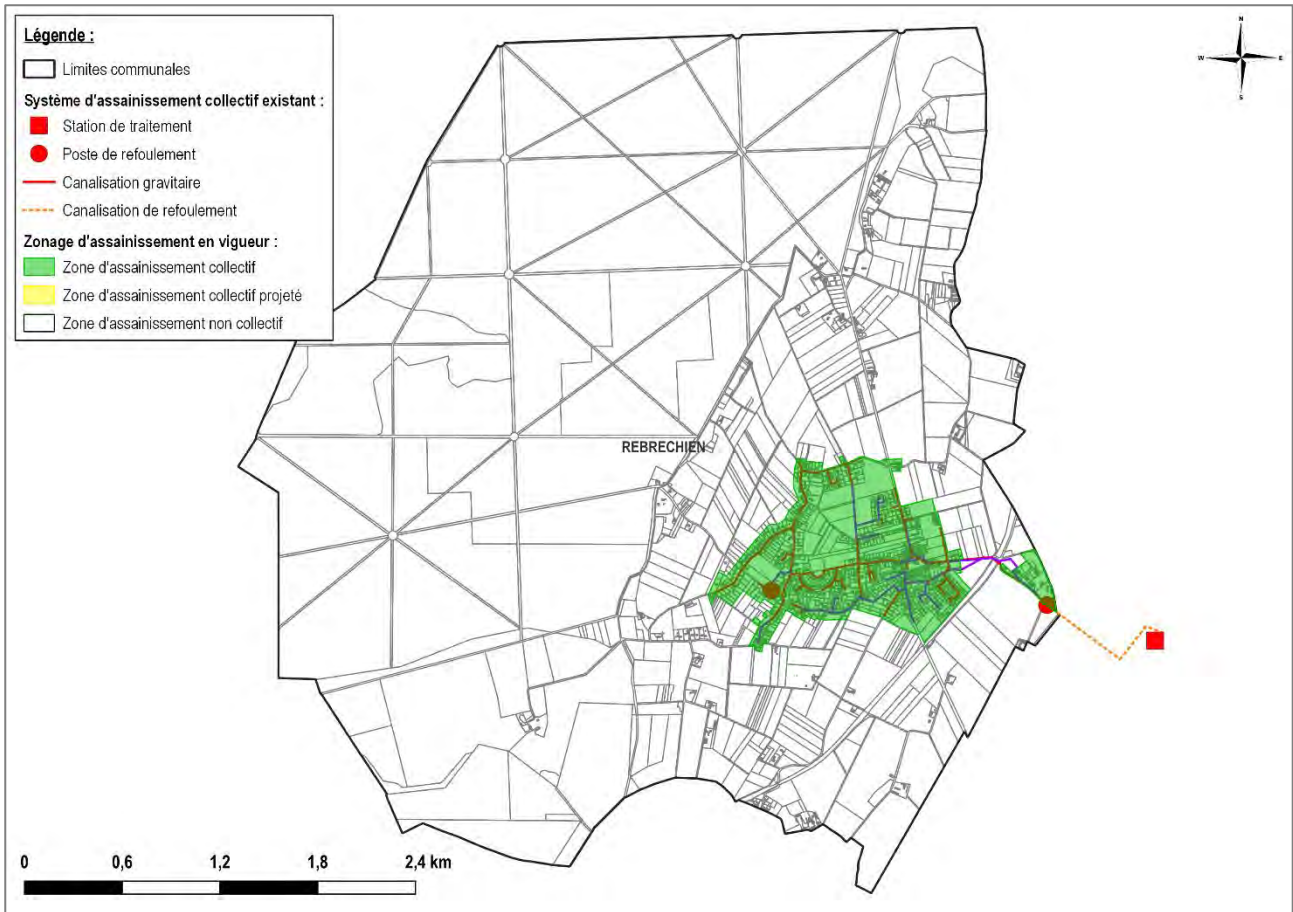 Légende :
Limites communales
Système d'assainissement collectif existant :
Station de traitement
Poste de refoulement
Canalisation gravitaire
Canalisation de refoulement
Zonage d'assainissement en vigueur :
Zone d'assainissement collectif
Zone d'assainissement collectif projeté
Zone d'assainissement non collectif
N
W E
S
REBRECHIEN
0 0,6 1,2 1,8 2,4 km